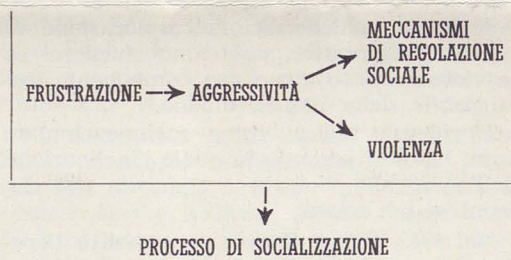 MECCANISMI
DI REGOLAZIONE
SOCIALE
FRUSTRAZIONE → AGGRESSIVITÀ
VIOLENZA
PROCESSO DI SOCIALIZZAZIONE